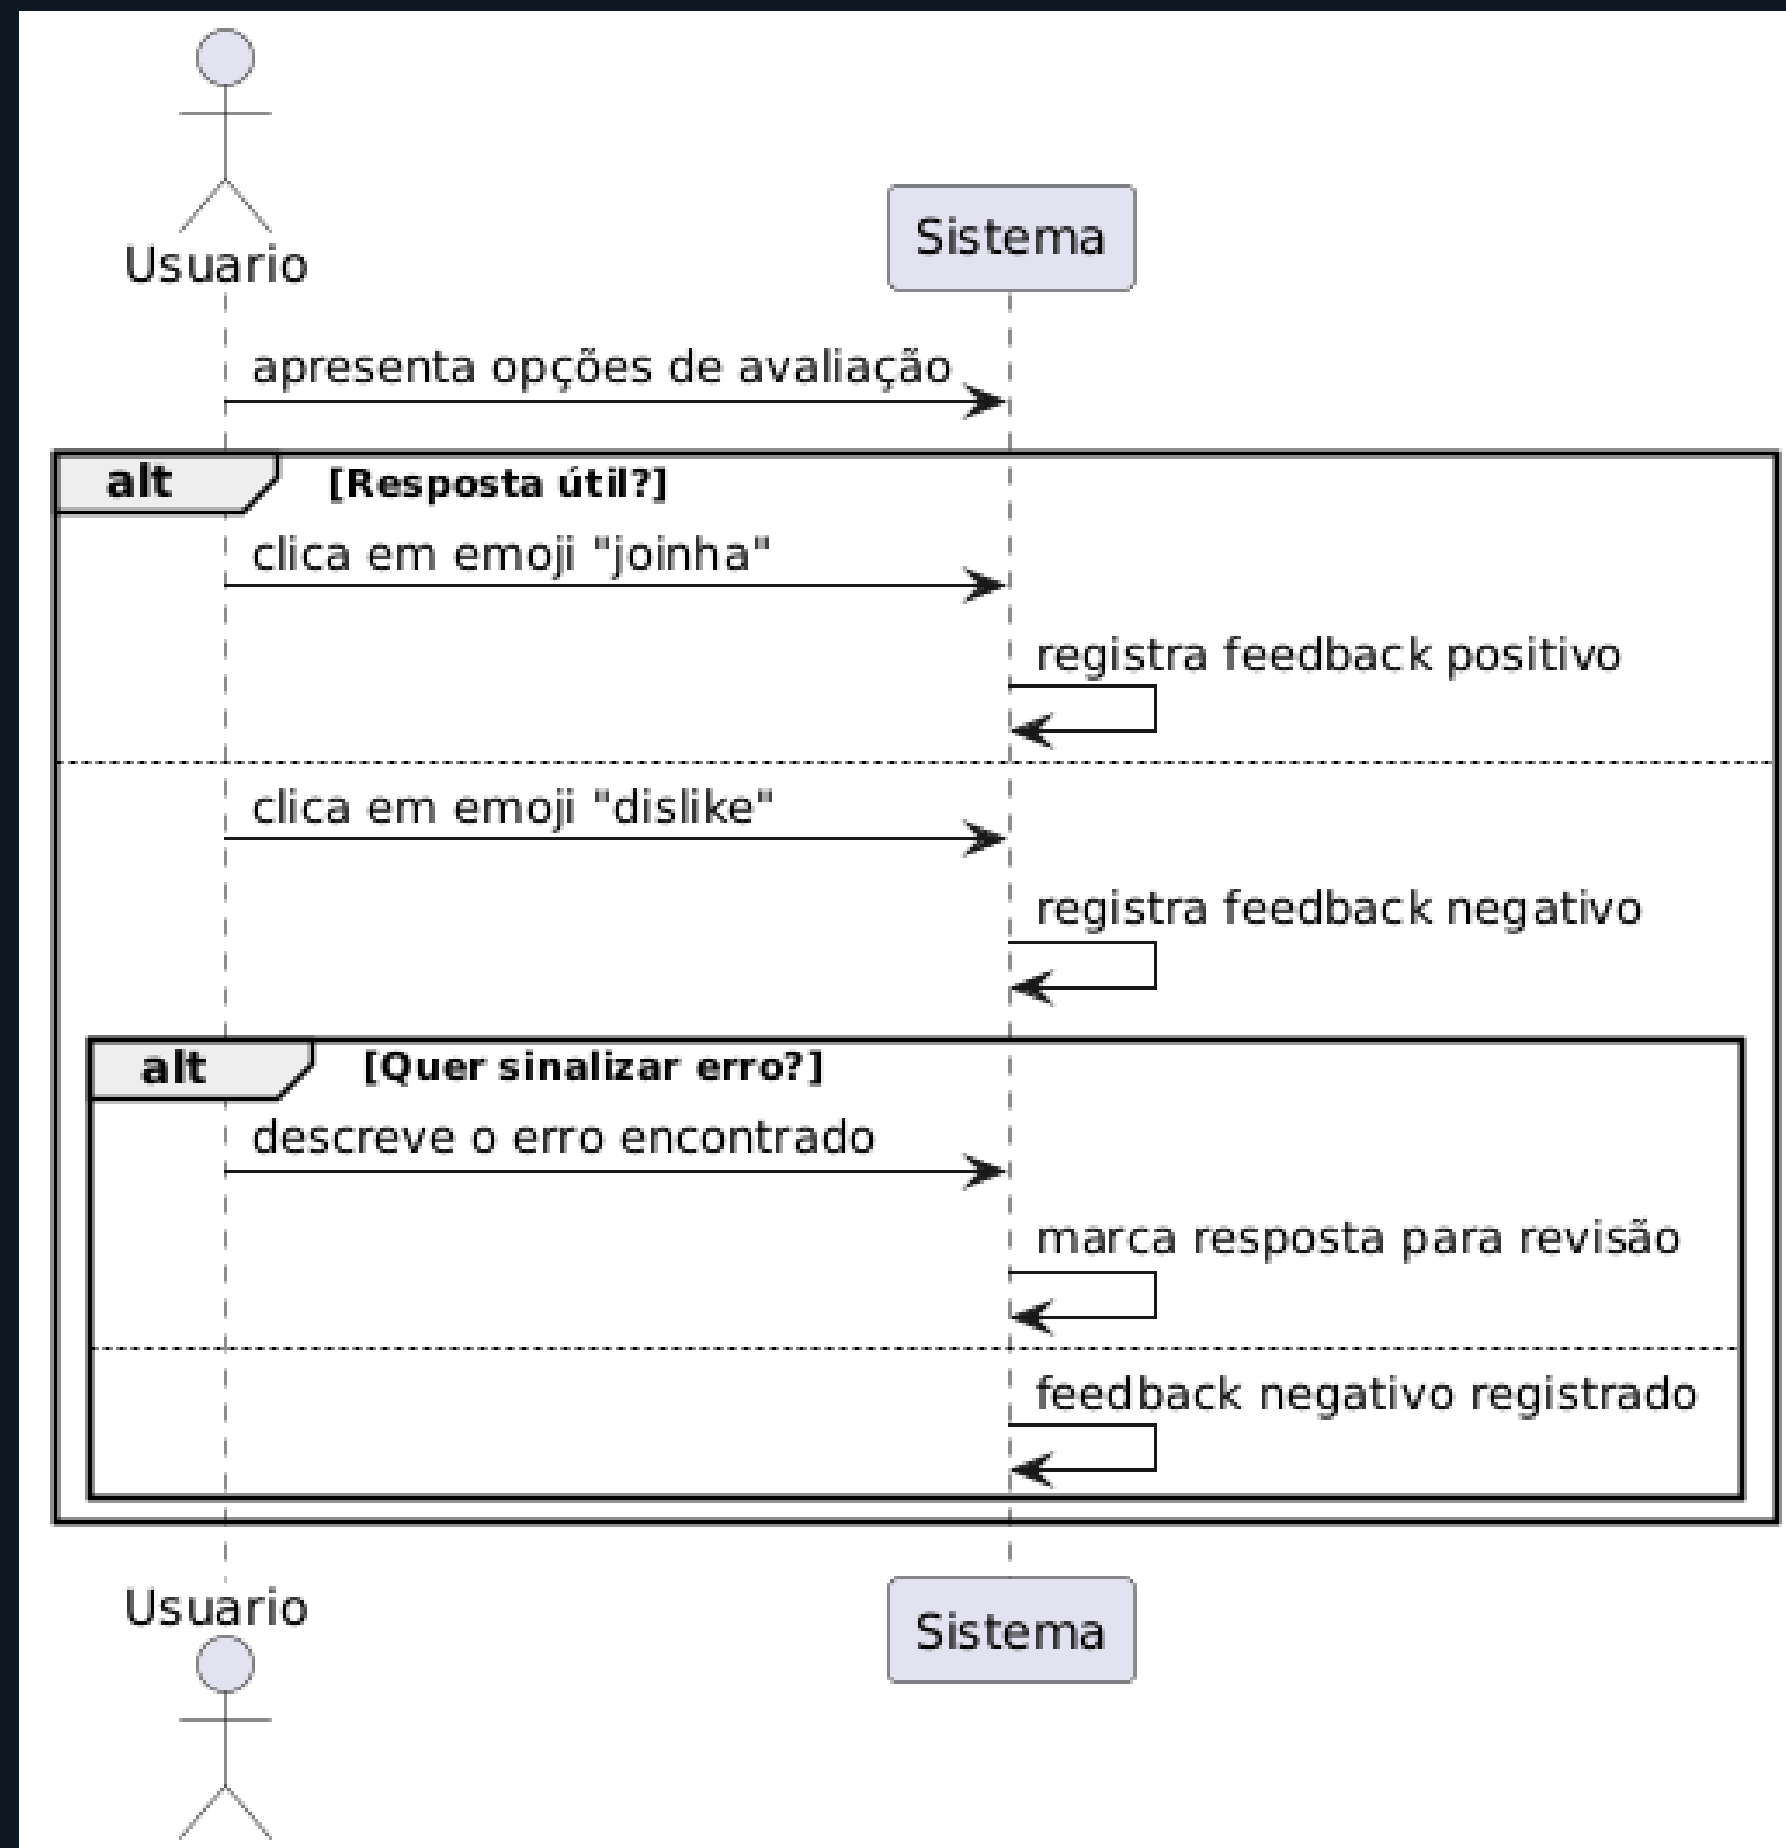 Usuario
Sistema
apresenta opções de avaliação
alt
[Resposta útil?]
clica em emoji "joinha"
registra feedback positivo
clica em emoji "dislike"
registra feedback negativo
alt
[Quer sinalizar erro?]
descreve o erro encontrado
marca resposta para revisão
feedback negativo registrado
Usuario
Sistema